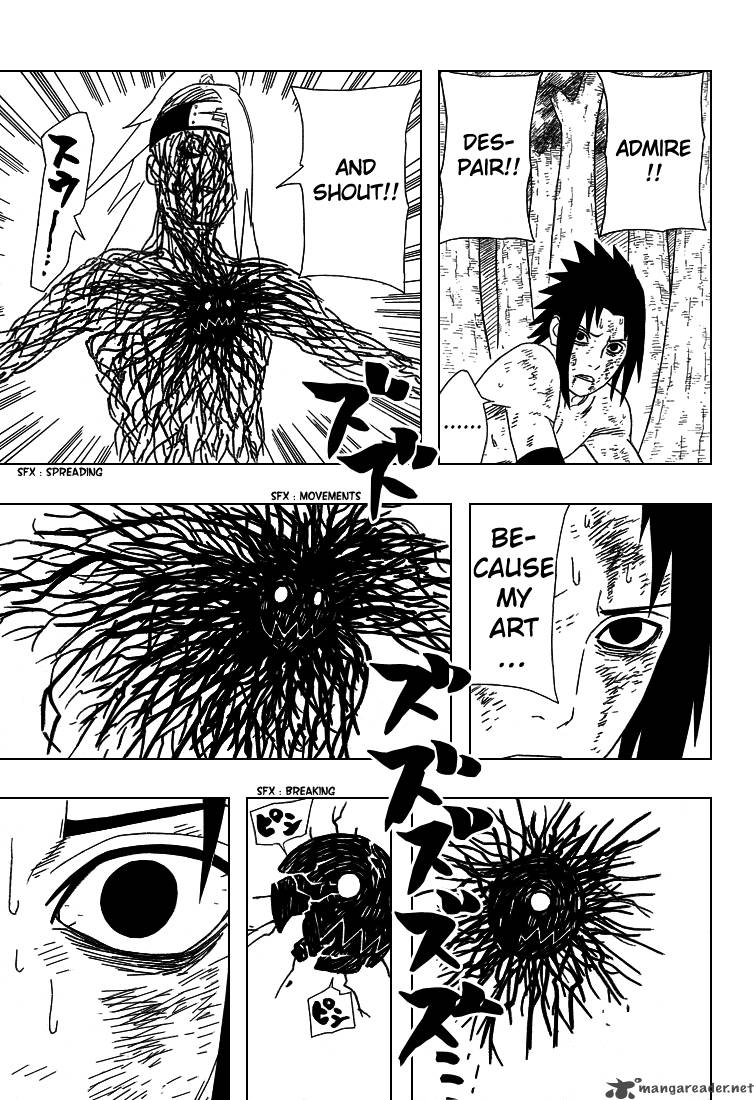 ADMIRE
!!
DES-
PAIR!!
......
AND
SHOUT!!
スゥー…
ズズ
SFX : SPREADING
SFX : MOVEMENTS
BE-
CAUSE
MY
ART
...
ズズズズズ
SFX : BREAKING
ピシ
ピシ
mangareader.net